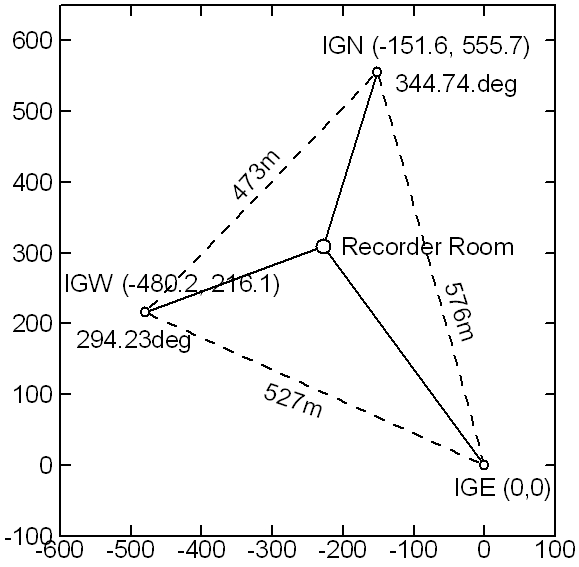 600
IGN (-151.6, 555.7)
344.74.deg
500
473m
400
300
Recorder Room
IGW (-480.2, 216.1)
576m
200
294.23deg
527m
100
0
IGE (0,0)
-100
-600 -500 -400 -300 -200 -100 0 100